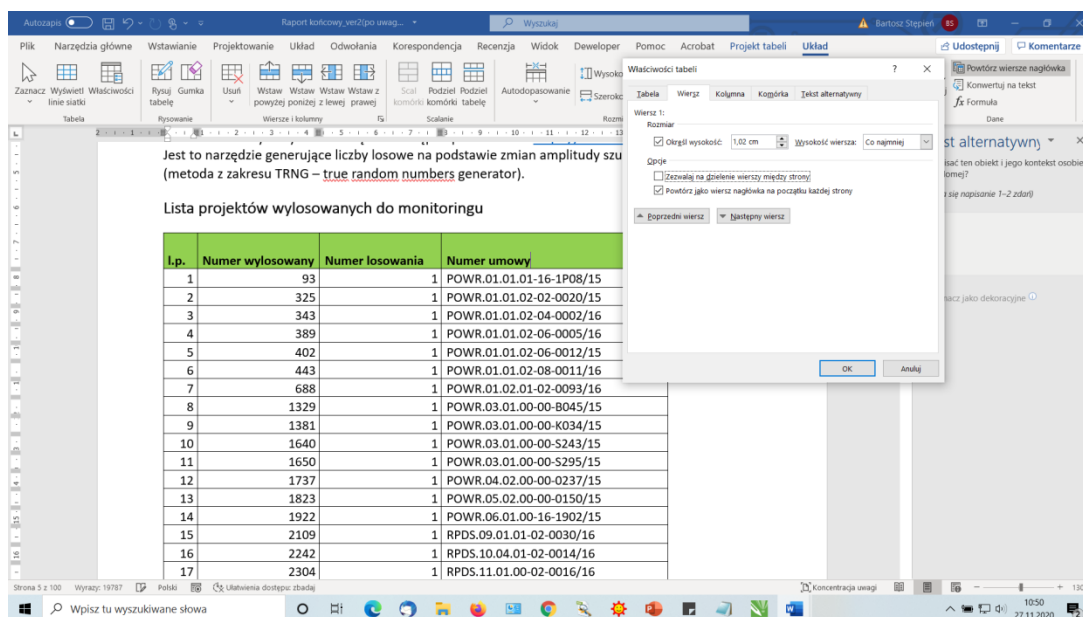 Autozapis
Raport końcowy_ver2(po uwag...
Wyszukaj
Bartosz Stępień BS
Plik Narzędzia główne Wstawianie Projektowanie Układ Odwołania Korespondencja Recenzja Widok Deweloper Pomoc Acrobat Projekt tabeli Układ
Udostępnij Komentarze
Zaznacz Wyświetl linie siatki Właściwości
Tabela
Rysuj tabelę Gumka
Rysowanie
Usuń Wstaw powyżej Wstaw poniżej Wstaw z lewej Wstaw z prawej
Wiersze i kolumny
Scal komórki Podziel komórki Podziel tabelę
Scalanie
Autodopasowanie
Wysoko
Szeroko
Rozmi
Powtórz wiersze nagłówka
Konwertuj na tekst
fx Formuła
Dane
Jest to narzędzie generujące liczby losowe na podstawie zmian amplitudy szu
(metoda z zakresu TRNG – true random numbers generator).
Lista projektów wylosowanych do monitoringu
l.p. Numer wylosowany Numer losowania Numer umowy
1 93 1 POWR.01.01.01-16-1P08/15
2 325 1 POWR.01.01.02-02-0020/15
3 343 1 POWR.01.01.02-04-0002/16
4 389 1 POWR.01.01.02-06-0005/16
5 402 1 POWR.01.01.02-06-0012/15
6 443 1 POWR.01.01.02-08-0011/16
7 688 1 POWR.01.02.01-02-0093/16
8 1329 1 POWR.03.01.00-00-B045/15
9 1381 1 POWR.03.01.00-00-K034/15
10 1640 1 POWR.03.01.00-00-S243/15
11 1650 1 POWR.03.01.00-00-S295/15
12 1737 1 POWR.04.02.00-00-0237/15
13 1823 1 POWR.05.02.00-00-0150/15
14 1922 1 POWR.06.01.00-16-1902/15
15 2109 1 RPDS.09.01.01-02-0030/16
16 2242 1 RPDS.10.04.01-02-0014/16
17 2304 1 RPDS.11.01.00-02-0016/16
Właściwości tabeli ? ×
Tabela Wiersz Kolumna Komórka Tekst alternatywny
Wiersz 1:
Rozmiar
Określ wysokość: 1,02 cm Wysokość wiersza: Co najmniej
Opcje
Zezwalaj na dzielenie wierszy między strony
Powtórz jako wiersz nagłówka na początku każdej strony
Poprzedni wiersz Następny wiersz
OK Anuluj
st alternatywny
isać ten obiekt i jego kontekst osobie
lomej?
a się napisanie 1–2 zdań)
nacz jako dekoracyjne
Strona 5 z 100 Wyrazy: 19787 Polski Ułatwienia dostępu: zbadaj
Koncentracja uwagi
130
Wpisz tu wyszukiwane słowa
10:50
27.11.2020